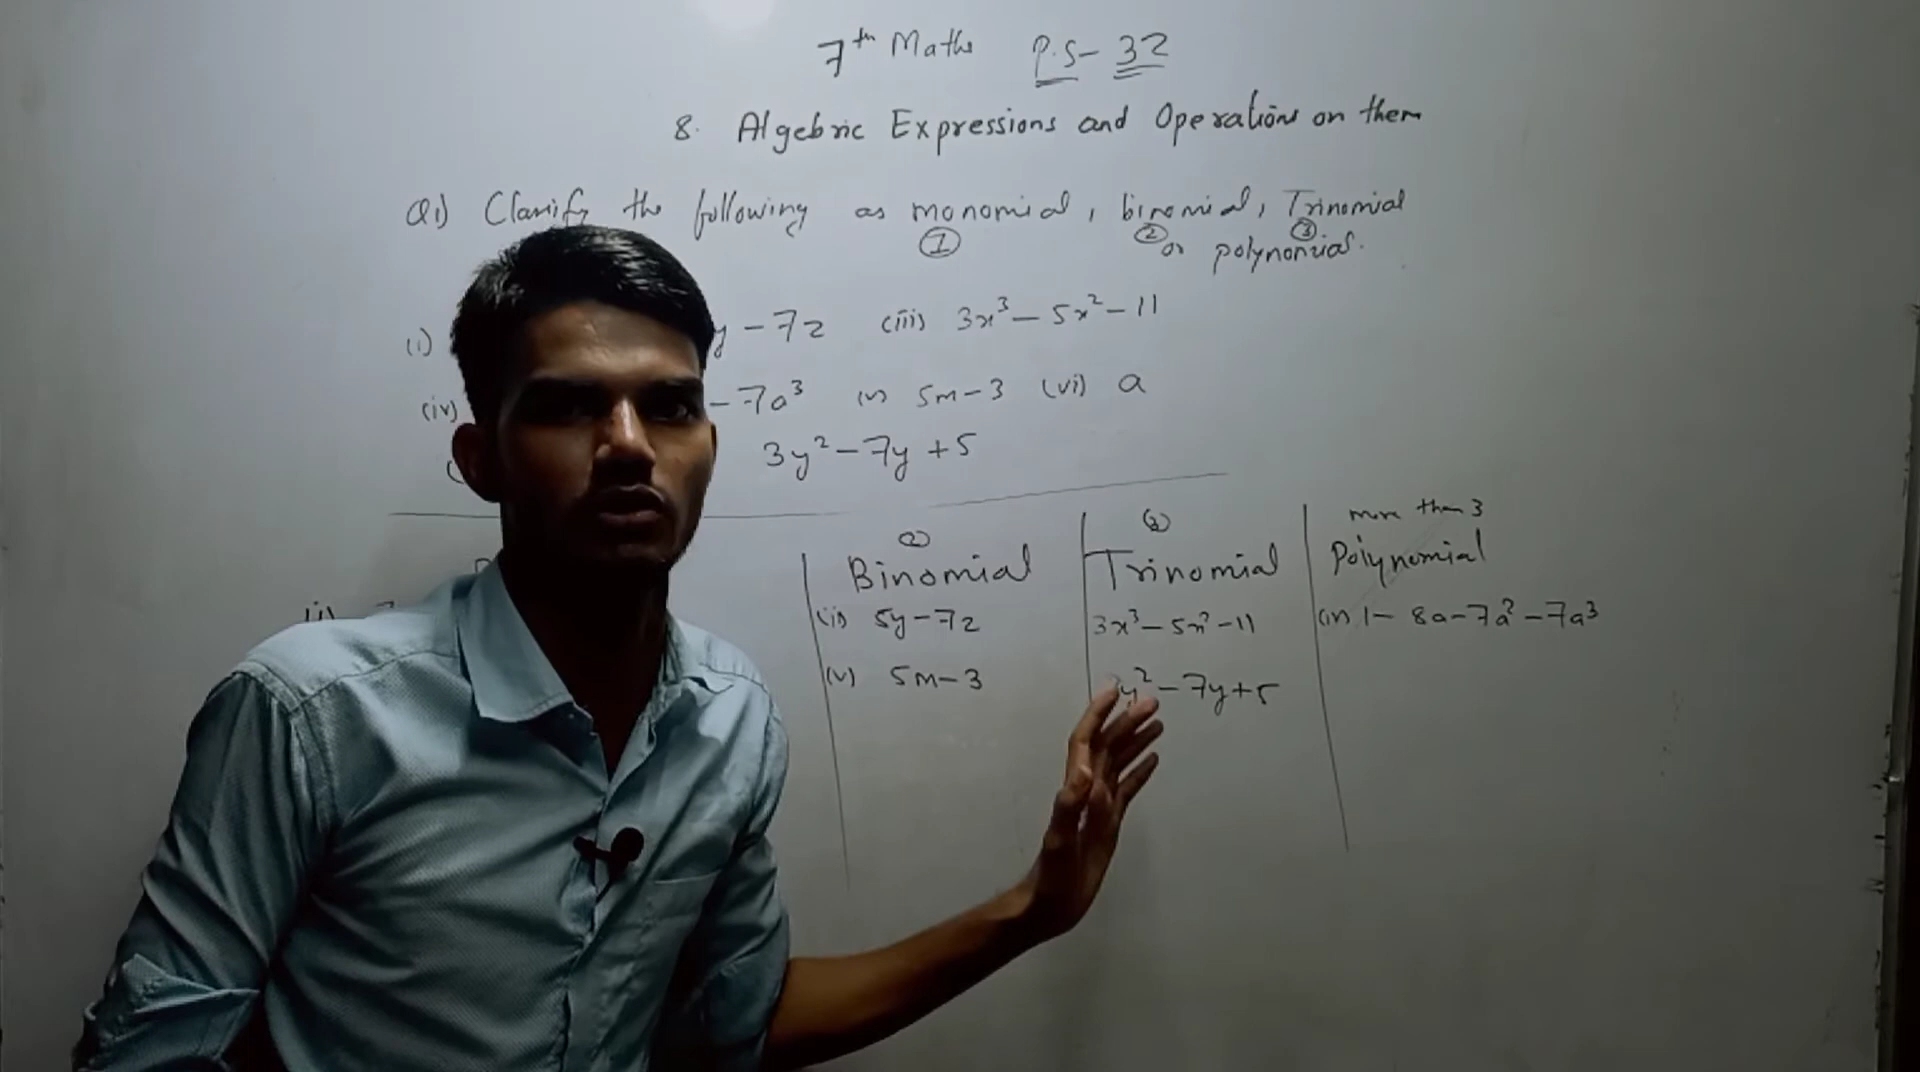 7th Maths P.S- 32
8. Algebric Expressions and Operations on them
Q1) Classify the following as monomial, binomial, Trinomial
① ② ③
or polynomial.
(i) y - 7z (iii) 3x³ - 5x² - 11
(iv) - 7a³ (v) 5m - 3 (vi) a
3y² - 7y + 5
② ③ more than 3
Binomial Trinomial Polynomial
(ii) 5y - 7z 3x³ - 5x² - 11 (iv) 1 - 8a - 7a² - 7a³
(v) 5m - 3 y² - 7y + 5